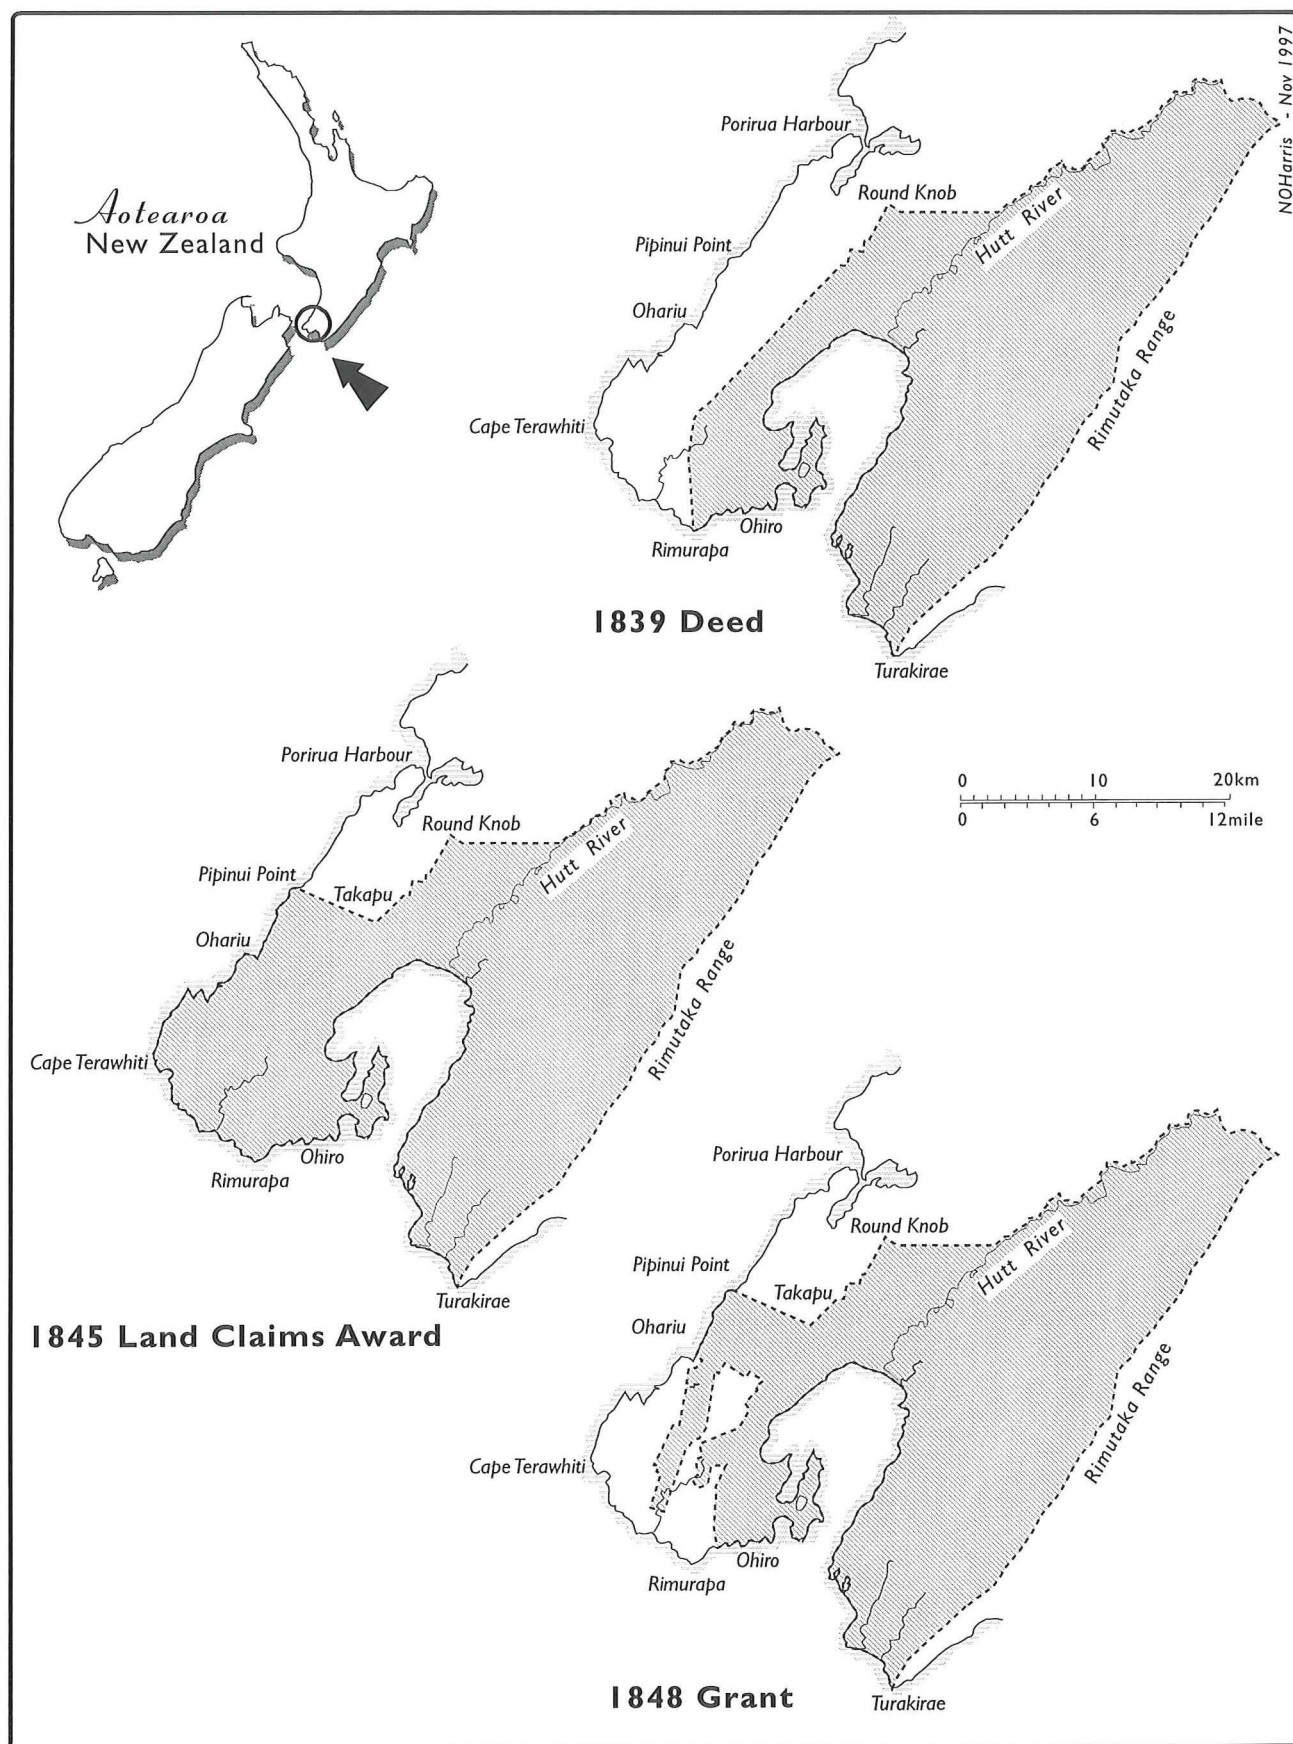 NOHarris - Nov 1997
Aotearoa
New Zealand
Porirua Harbour
Round Knob
Hutt River
Pipinui Point
Ohariu
Rimutaka Range
Cape Terawhiti
Ohiro
Rimurapa
1839 Deed
Turakirae
Porirua Harbour
0 10 20km
0 6 12mile
Round Knob
Hutt River
Pipinui Point
Takapu
Ohariu
Rimutaka Range
Cape Terawhiti
Ohiro
Rimurapa
Turakirae
1845 Land Claims Award
Porirua Harbour
Round Knob
Hutt River
Pipinui Point
Takapu
Ohariu
Rimutaka Range
Cape Terawhiti
Ohiro
Rimurapa
1848 Grant
Turakirae